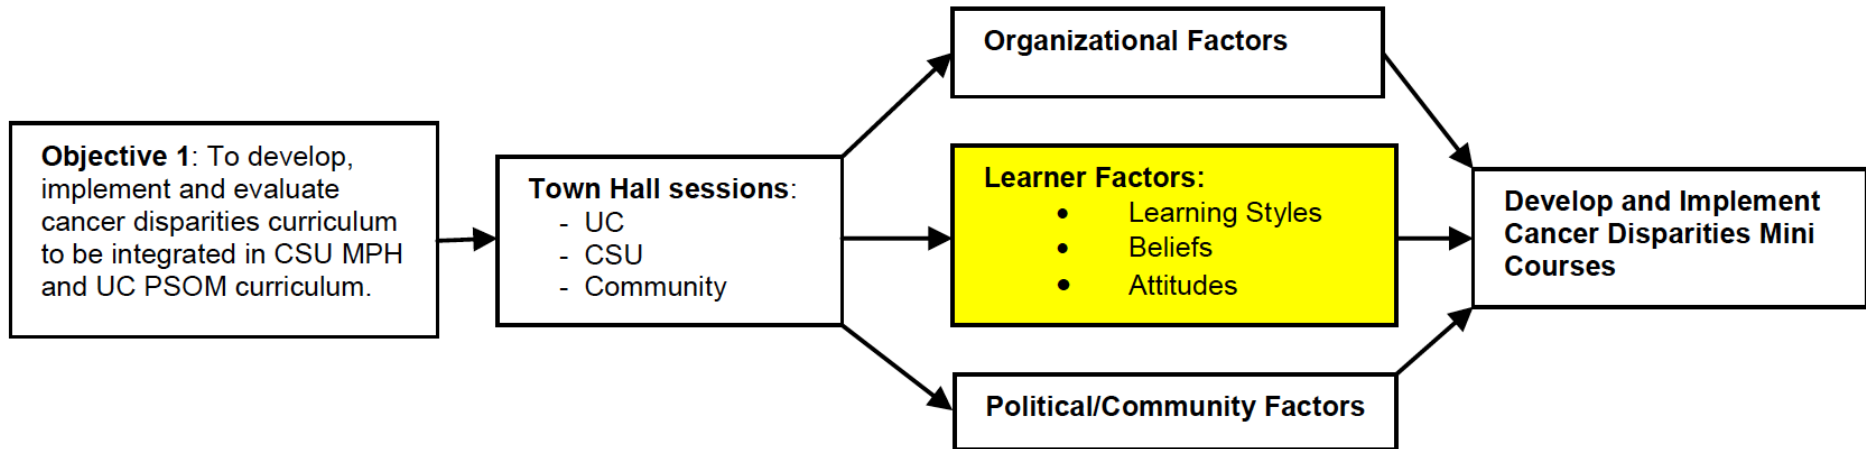 Objective 1: To develop,
implement and evaluate
cancer disparities curriculum
to be integrated in CSU MPH
and UC PSOM curriculum.
Town Hall sessions:
- UC
- CSU
- Community
Organizational Factors
Learner Factors:
• Learning Styles
• Beliefs
• Attitudes
Political/Community Factors
Develop and Implement
Cancer Disparities Mini
Courses